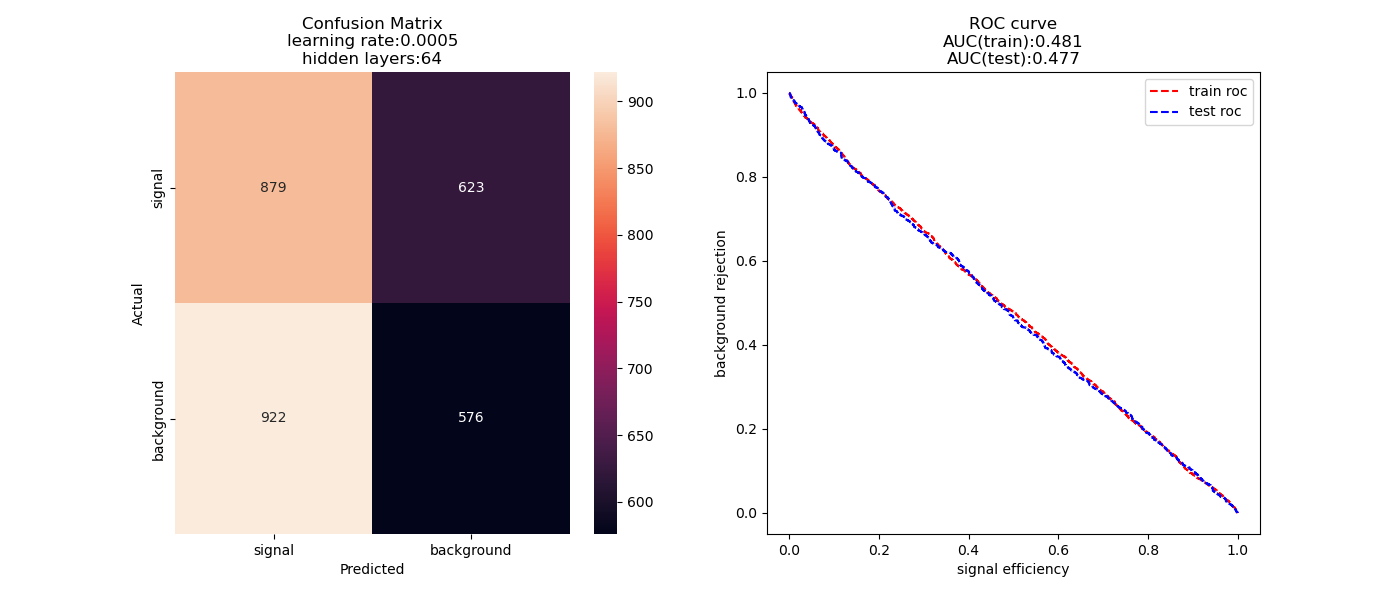 Confusion Matrix
learning rate:0.0005
hidden layers:64
signal
background
Actual
879
623
922
576
signal
background
Predicted
900
850
800
750
700
650
600
ROC curve
AUC(train):0.481
AUC(test):0.477
train roc
test roc
1.0
0.8
0.6
0.4
0.2
0.0
background rejection
0.0
0.2
0.4
0.6
0.8
1.0
signal efficiency